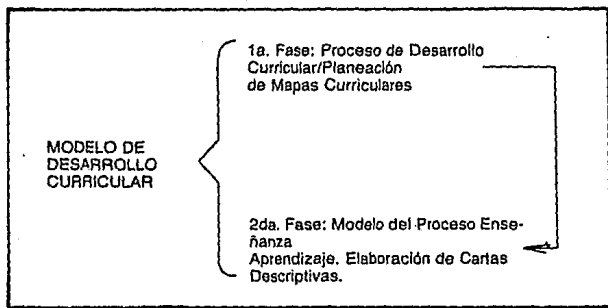 1a. Fase: Proceso de Desarrollo
Curricular/Planeación
de Mapas Curriculares
MODELO DE
DESARROLLO
CURRICULAR
2da. Fase: Modelo del Proceso Ense-
ñanza
Aprendizaje. Elaboración de Cartas
Descriptivas.